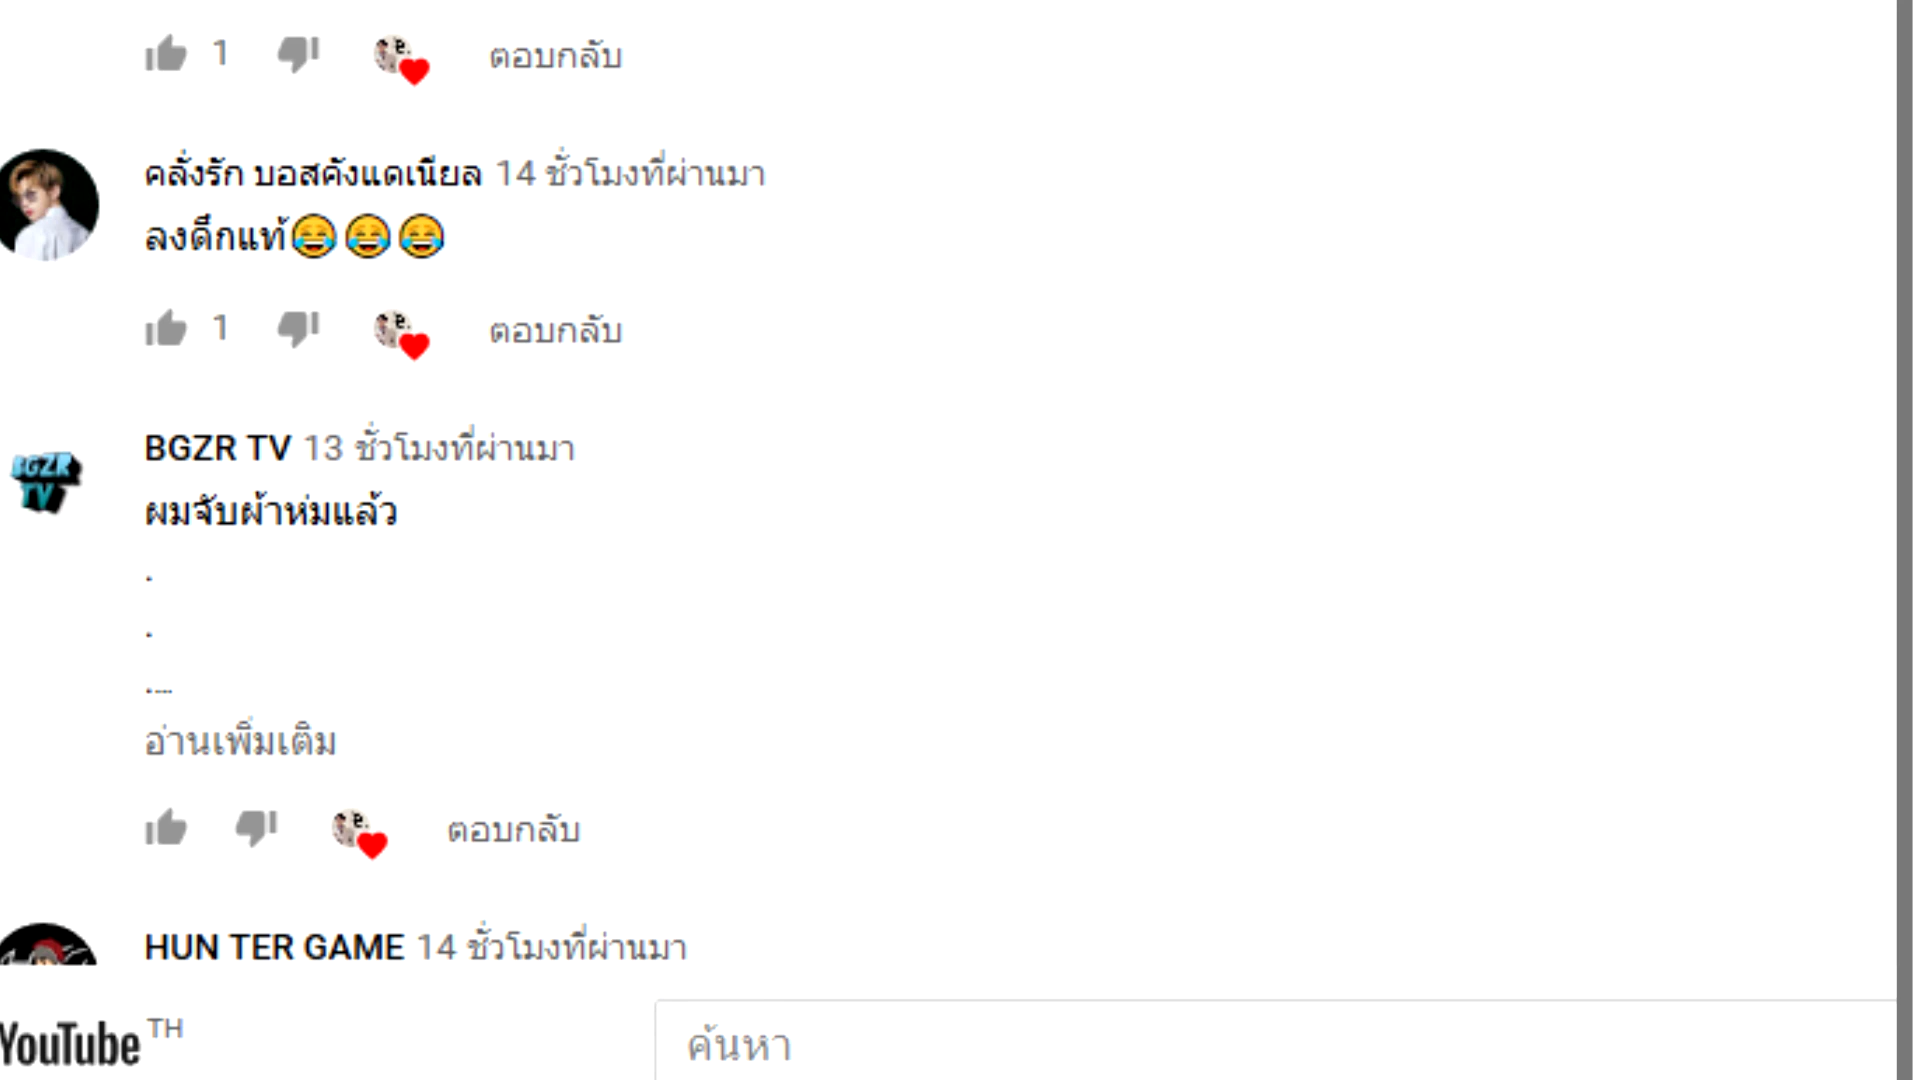 1 ตอบกลับ
คลั่งรัก บอสคังแดเนียล 14 ชั่วโมงที่ผ่านมา
ลงดึกแท้😂😂😂
1 ตอบกลับ
BGZR TV
BGZR TV 13 ชั่วโมงที่ผ่านมา
ผมจับผ้าห่มแล้ว
.
.
....
อ่านเพิ่มเติม
ตอบกลับ
HUN TER GAME 14 ชั่วโมงที่ผ่านมา
YouTube TH
ค้นหา